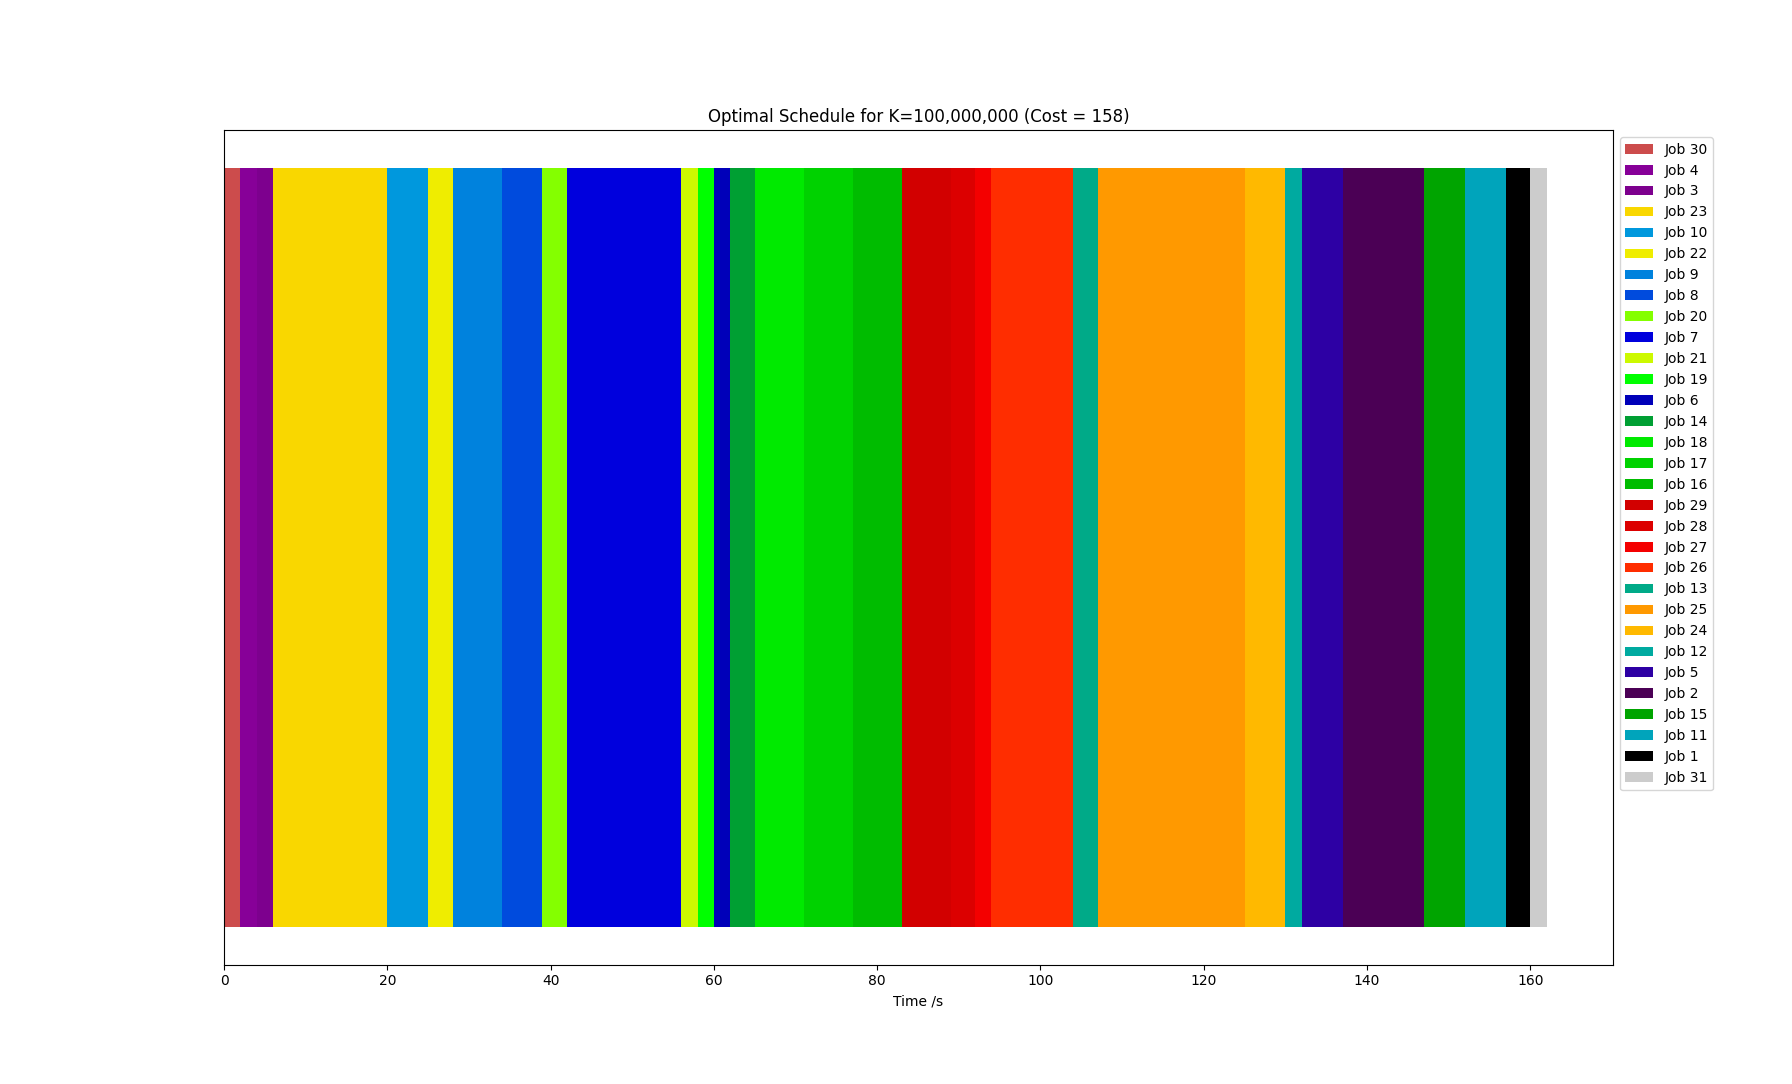 Optimal Schedule for K=100,000,000 (Cost = 158)
Job 30
Job 4
Job 3
Job 23
Job 10
Job 22
Job 9
Job 8
Job 20
Job 7
Job 21
Job 19
Job 6
Job 14
Job 18
Job 17
Job 16
Job 29
Job 28
Job 27
Job 26
Job 13
Job 25
Job 24
Job 12
Job 5
Job 2
Job 15
Job 11
Job 1
Job 31
0 20 40 60 80 100 120 140 160
Time /s